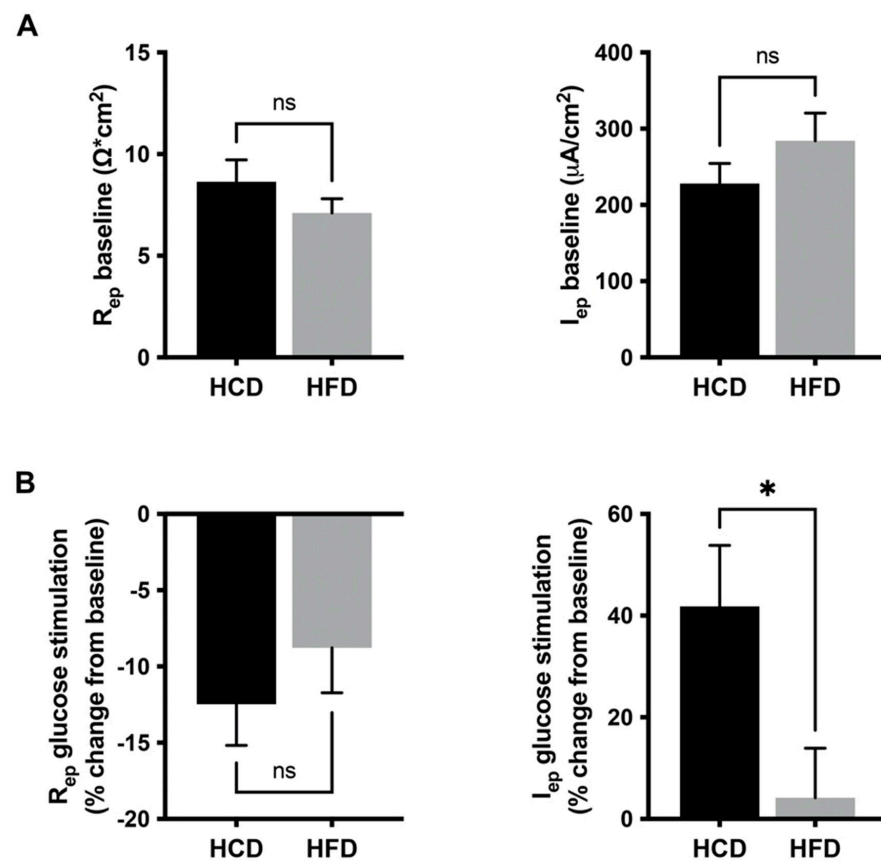 A
R_ep baseline (Ω*cm²)
15
10
5
0
ns
HCD HFD
I_ep baseline (μA/cm²)
400
300
200
100
0
ns
HCD HFD
B
R_ep glucose stimulation
(% change from baseline)
0
-5
-10
-15
-20
ns
HCD HFD
I_ep glucose stimulation
(% change from baseline)
60
40
20
0
*
HCD HFD